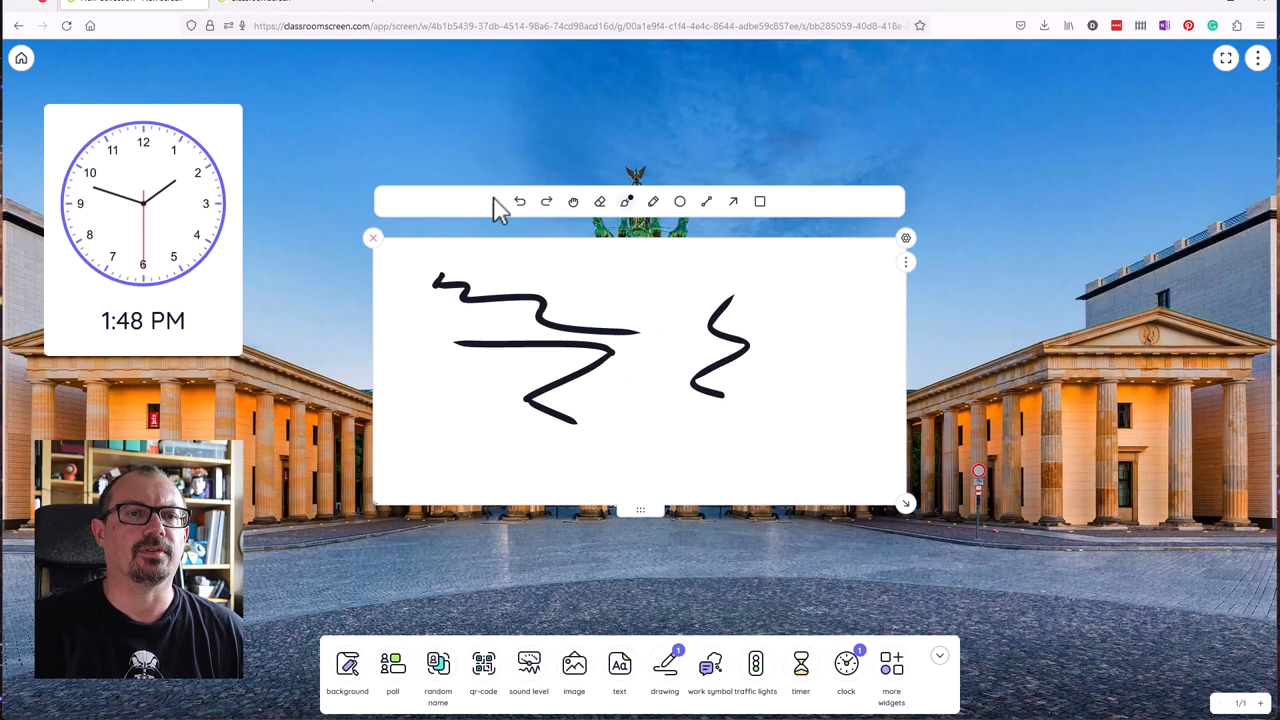 https://classroomscreen.com/app/screen/w/4b1b5439-37db-4514-98a6-74cd98acd16d/g/00a1e9f4-c1f4-4e4c-8644-adbe59c857ee/s/bb285059-40d8-418e-
12
11
1
10
2
9
3
8
4
7
5
6
1:48 PM
1
1
background
poll
random
name
qr-code
sound level
image
text
drawing
work symbol
traffic lights
timer
clock
more
widgets
1/1